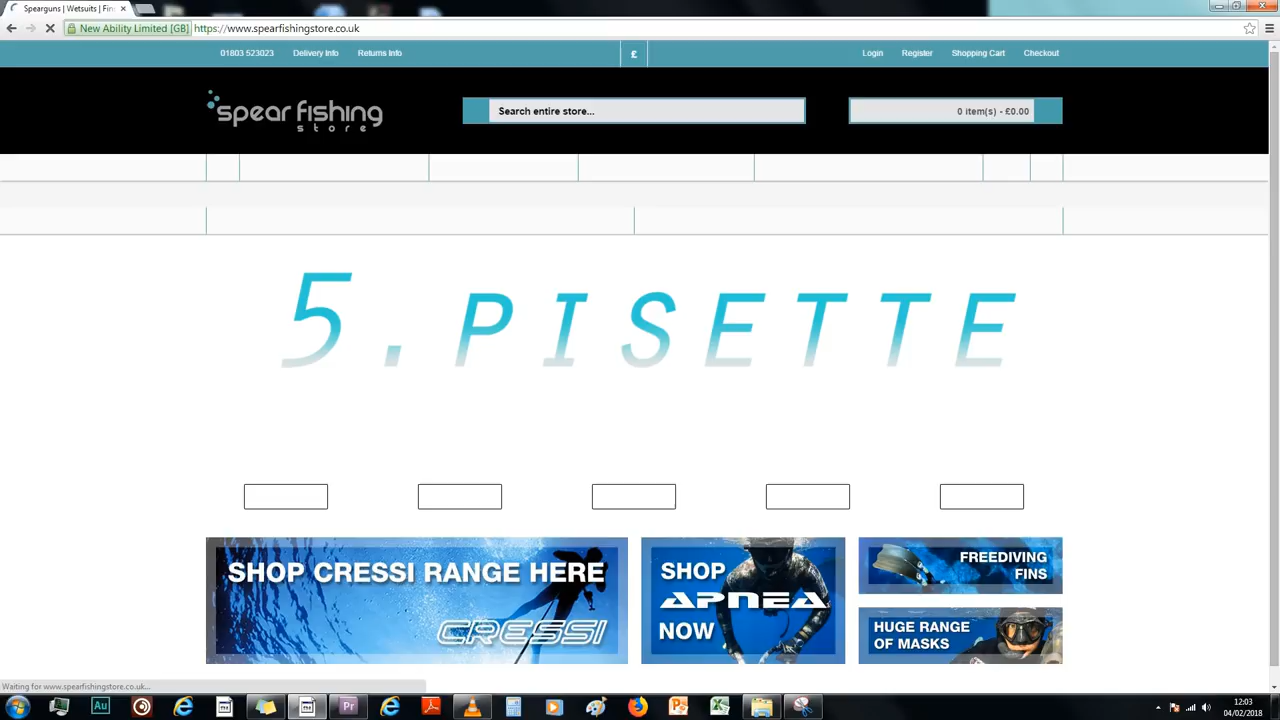 Spearguns | Wetsuits | Fin
New Ability Limited [GB] https://www.spearfishingstore.co.uk
01803 523023 Delivery Info Returns Info £ Login Register Shopping Cart Checkout
spear fishing
store
Search entire store...
0 item(s) - £0.00
5. PISETTE
SHOP CRESSI RANGE HERE
CRESSI
SHOP
APNEA
NOW
FREEDIVING
FINS
HUGE RANGE
OF MASKS
Waiting for www.spearfishingstore.co.uk...
Au
Pr
12:03
04/02/2018